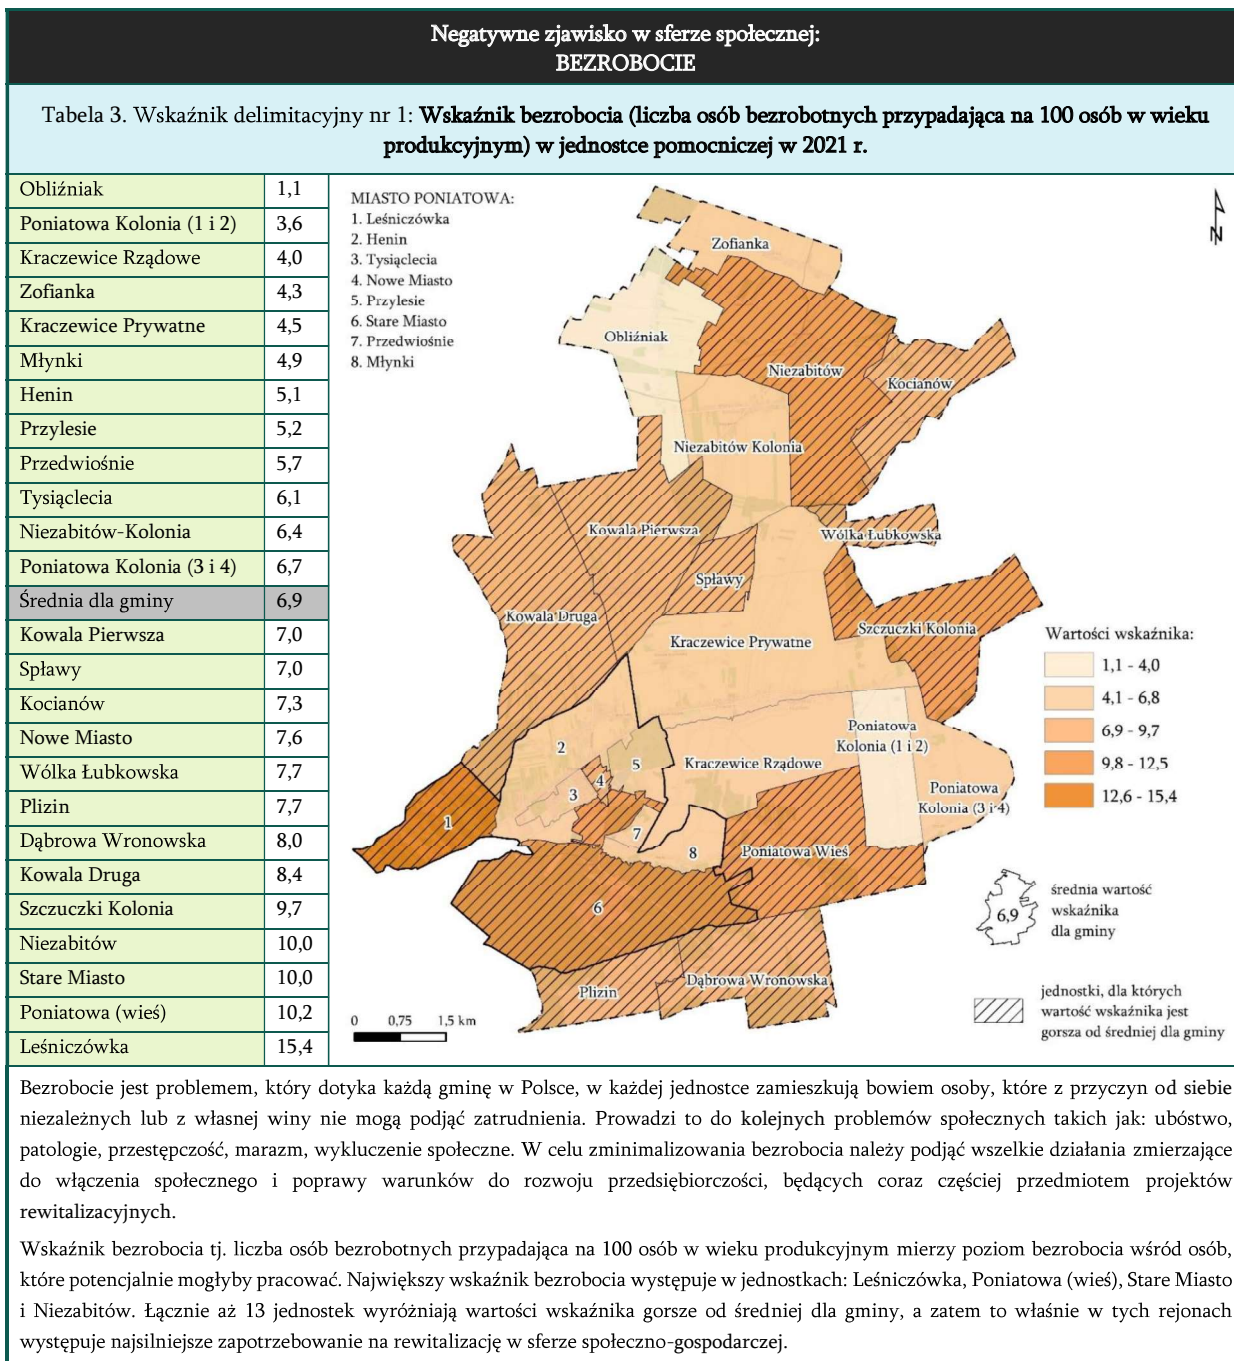 Negatywne zjawisko w sferze społecznej:
BEZROBOCIE
Tabela 3. Wskaźnik delimitacyjny nr 1: Wskaźnik bezrobocia (liczba osób bezrobotnych przypadająca na 100 osób w wieku
produkcyjnym) w jednostce pomocniczej w 2021 r.
Obliźniak 1,1
Poniatowa Kolonia (1 i 2) 3,6
Kraczewice Rządowe 4,0
Zofianka 4,3
Kraczewice Prywatne 4,5
Młynki 4,9
Henin 5,1
Przylesie 5,2
Przedwiośnie 5,7
Tysiąclecia 6,1
Niezabitów-Kolonia 6,4
Poniatowa Kolonia (3 i 4) 6,7
Średnia dla gminy 6,9
Kowala Pierwsza 7,0
Spławy 7,0
Kocianów 7,3
Nowe Miasto 7,6
Wólka Łubkowska 7,7
Plizin 7,7
Dąbrowa Wronowska 8,0
Kowala Druga 8,4
Szczuczki Kolonia 9,7
Niezabitów 10,0
Stare Miasto 10,0
Poniatowa (wieś) 10,2
Leśniczówka 15,4
MIASTO PONIATOWA:
1. Leśniczówka
2. Henin
3. Tysiąclecia
4. Nowe Miasto
5. Przylesie
6. Stare Miasto
7. Przedwiośnie
8. Młynki
N
Zofianka
Obliźniak
Niezabitów
Kocianów
Niezabitów Kolonia
Kowala Pierwsza
Wólka Łubkowska
Spławy
Kowala Druga
Kraczewice Prywatne
Szczuczki Kolonia
Poniatowa
Kolonia (1 i 2)
Kraczewice Rządowe
Poniatowa
Kolonia (3 i 4)
2
5
4
3
1
7
8
Poniatowa Wieś
6
Plizin
Dąbrowa Wronowska
0 0,75 1,5 km
Wartości wskaźnika:
1,1 - 4,0
4,1 - 6,8
6,9 - 9,7
9,8 - 12,5
12,6 - 15,4
6,9
średnia wartość
wskaźnika
dla gminy
jednostki, dla których
wartość wskaźnika jest
gorsza od średniej dla gminy
Bezrobocie jest problemem, który dotyka każdą gminę w Polsce, w każdej jednostce zamieszkują bowiem osoby, które z przyczyn od siebie
niezależnych lub z własnej winy nie mogą podjąć zatrudnienia. Prowadzi to do kolejnych problemów społecznych takich jak: ubóstwo,
patologie, przestępczość, marazm, wykluczenie społeczne. W celu zminimalizowania bezrobocia należy podjąć wszelkie działania zmierzające
do włączenia społecznego i poprawy warunków do rozwoju przedsiębiorczości, będących coraz częściej przedmiotem projektów
rewitalizacyjnych.
Wskaźnik bezrobocia tj. liczba osób bezrobotnych przypadająca na 100 osób w wieku produkcyjnym mierzy poziom bezrobocia wśród osób,
które potencjalnie mogłyby pracować. Największy wskaźnik bezrobocia występuje w jednostkach: Leśniczówka, Poniatowa (wieś), Stare Miasto
i Niezabitów. Łącznie aż 13 jednostek wyróżniają wartości wskaźnika gorsze od średniej dla gminy, a zatem to właśnie w tych rejonach
występuje najsilniejsze zapotrzebowanie na rewitalizację w sferze społeczno-gospodarczej.